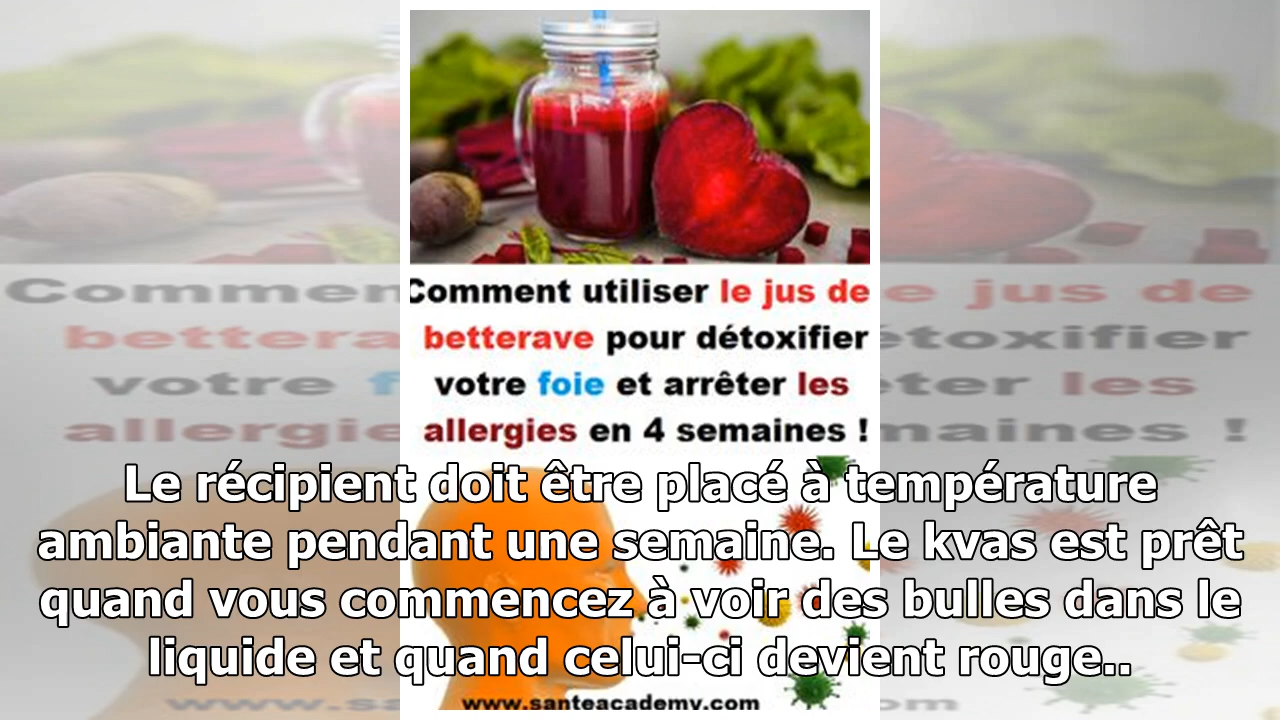 Comment utiliser le jus de
betterave pour détoxifier
votre foie et arrêter les
allergies en 4 semaines !
Le récipient doit être placé à température
ambiante pendant une semaine. Le kvas est prêt
quand vous commencez à voir des bulles dans le
liquide et quand celui-ci devient rouge..
www.santeacademy.com